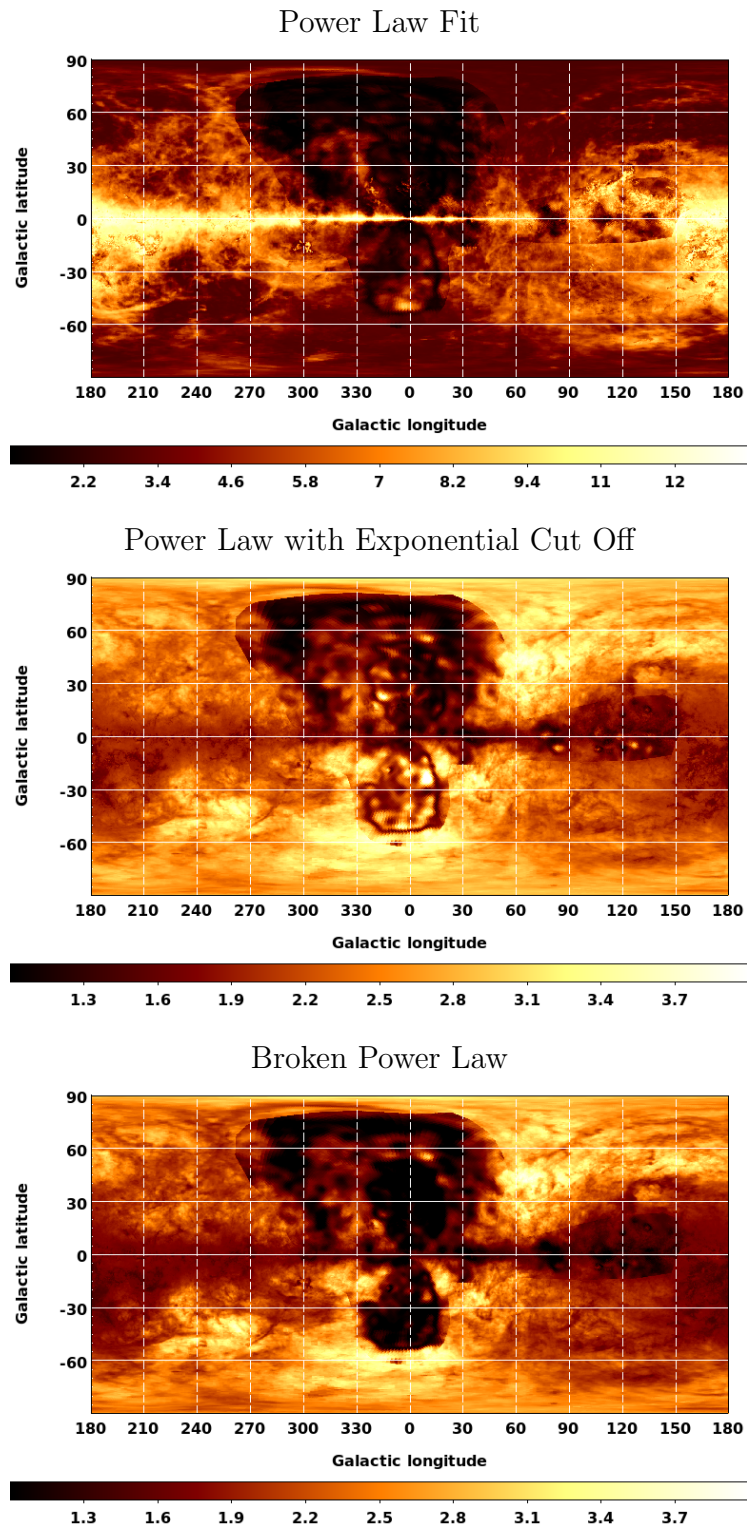 Power Law Fit
90
60
30
0
-30
-60
Galactic latitude
180 210 240 270 300 330 0 30 60 90 120 150 180
Galactic longitude
2.2 3.4 4.6 5.8 7 8.2 9.4 11 12
Power Law with Exponential Cut Off
90
60
30
0
-30
-60
Galactic latitude
180 210 240 270 300 330 0 30 60 90 120 150 180
Galactic longitude
1.3 1.6 1.9 2.2 2.5 2.8 3.1 3.4 3.7
Broken Power Law
90
60
30
0
-30
-60
Galactic latitude
180 210 240 270 300 330 0 30 60 90 120 150 180
Galactic longitude
1.3 1.6 1.9 2.2 2.5 2.8 3.1 3.4 3.7